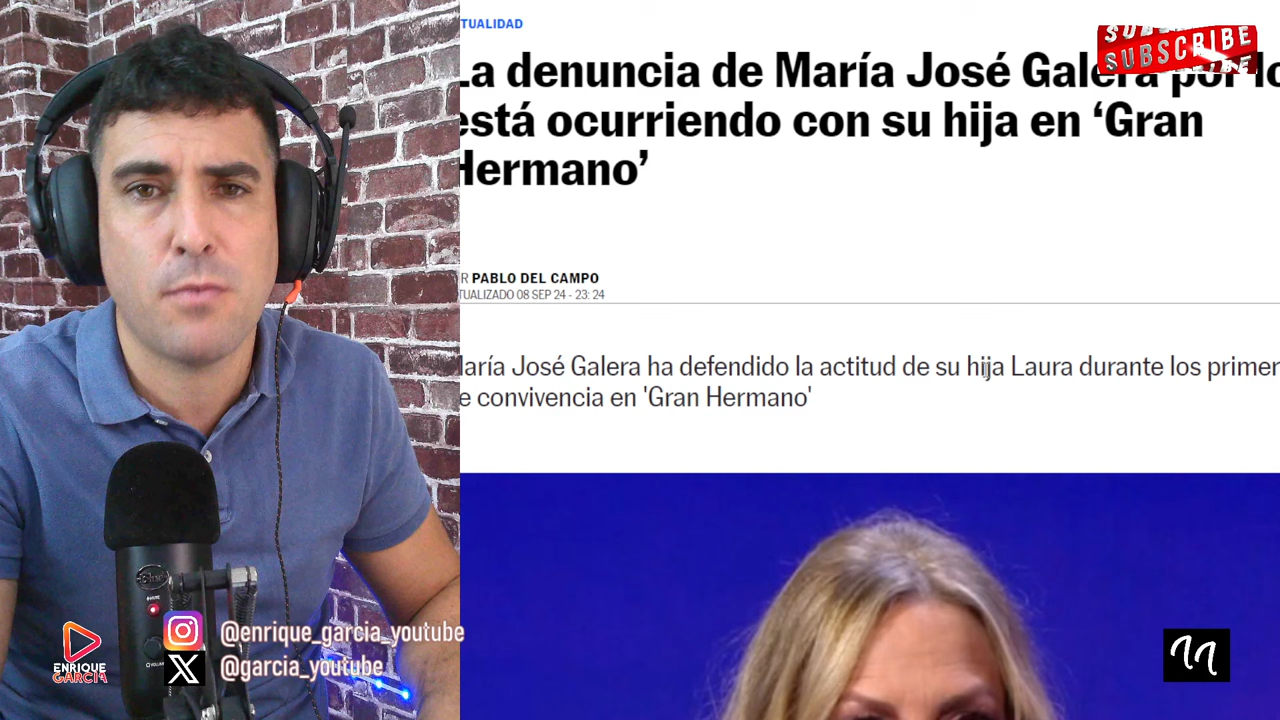 TUALIDAD
SUBSCRIBE
La denuncia de María José Galera por lo
está ocurriendo con su hija en ‘Gran
Hermano’
R PABLO DEL CAMPO
TUALIZADO 08 SEP 24 - 23:24
aría José Galera ha defendido la actitud de su hija Laura durante los primer
e convivencia en 'Gran Hermano'
ENRIQUE
GARCIA
@enrique_garcia_youtube
@garcia_youtube